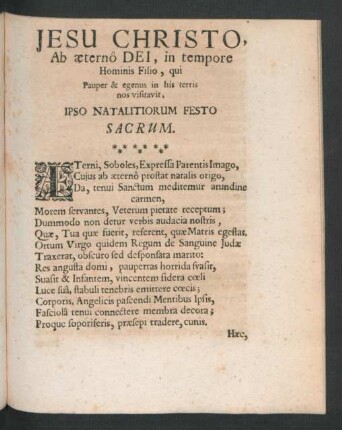 JESU CHRISTO,
Ab æternô DEI, in tempore
Hominis Filio, qui
Pauper & egenus in his terris
nos visitavit,
IPSO NATALITIORUM FESTO
SACRUM.
ÆTerni, Soboles, Expressa Parentis Imago,
Cujus ab æternô prostat natalis origo,
Da, tenui Sanctum meditemur arundine
carmen,
Morem servantes, Veterum pietate receptum;
Dummodo non detur verbis audacia nostris,
Quæ, Tua quæ fuerit, referent, quæ Matris egestas.
Ortum Virgo quidem Regum de Sanguine Judæ
Traxerat, obscuro sed desponsata marito:
Res angusta domi, paupertas horrida svasit,
Suasit & Infantem, vincentem sidera cœli
Luce suâ, stabuli tenebris emittere cœcis;
Corporis, Angelicis pascendi Mentibus Ipsis,
Fasciolâ tenui connectere membra decora;
Proque soporiferis, præsepi tradere, cunis.
Hæc,